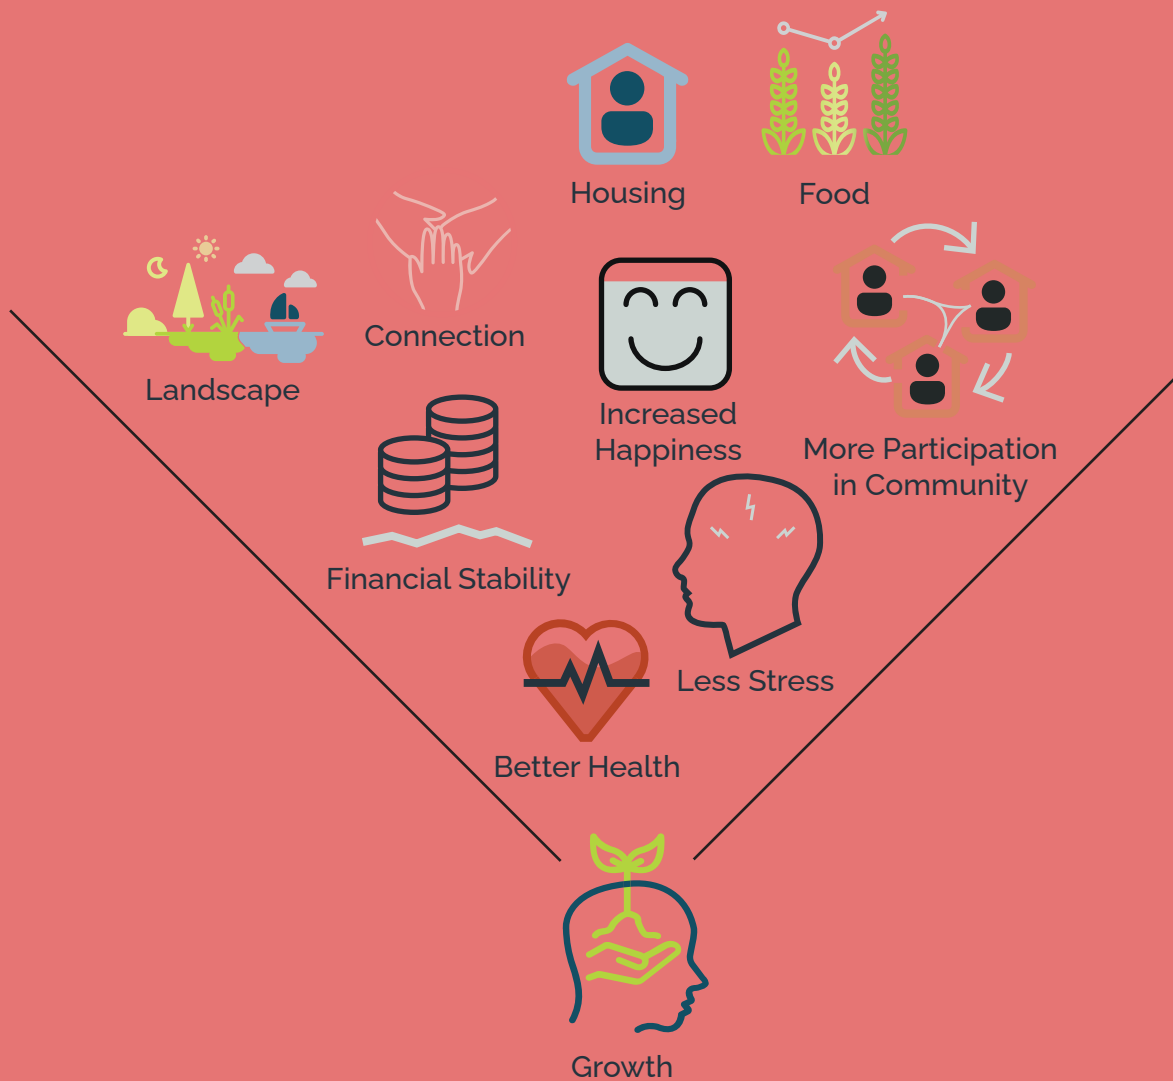 Housing
Food
Connection
Landscape
Increased
Happiness
More Participation
in Community
Financial Stability
Less Stress
Better Health
Growth